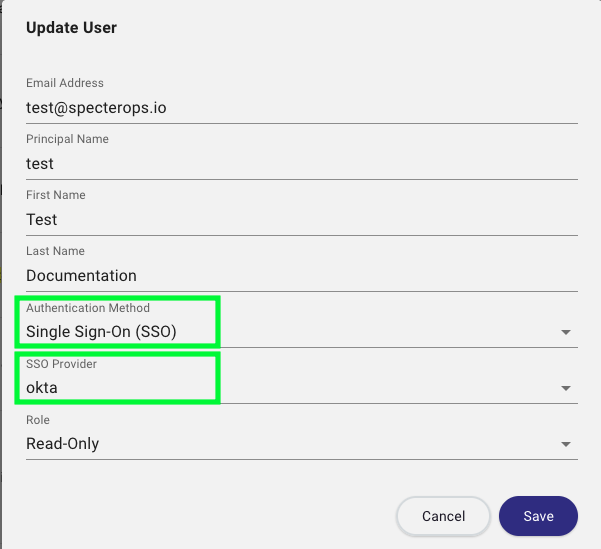 Update User
Email Address
test@specterops.io
Principal Name
test
First Name
Test
Last Name
Documentation
Authentication Method
Single Sign-On (SSO)
SSO Provider
okta
Role
Read-Only
Cancel
Save